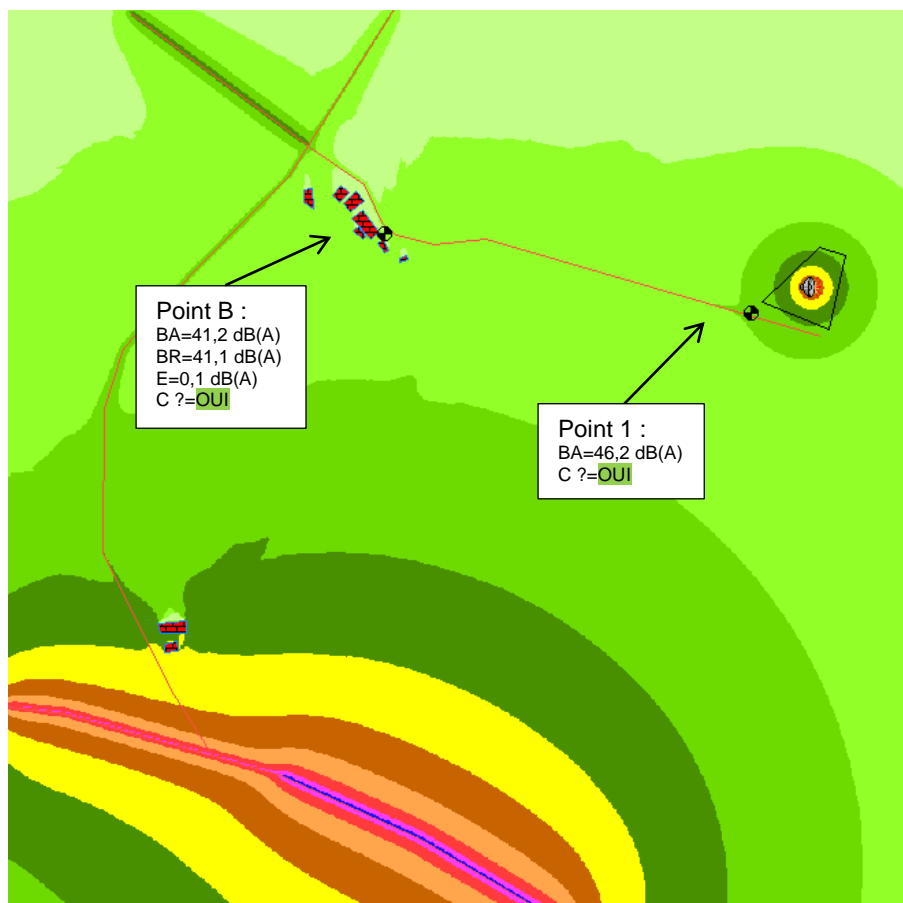 Point B :
BA=41,2 dB(A)
BR=41,1 dB(A)
E=0,1 dB(A)
C ?=OUI
Point 1 :
BA=46,2 dB(A)
C ?=OUI